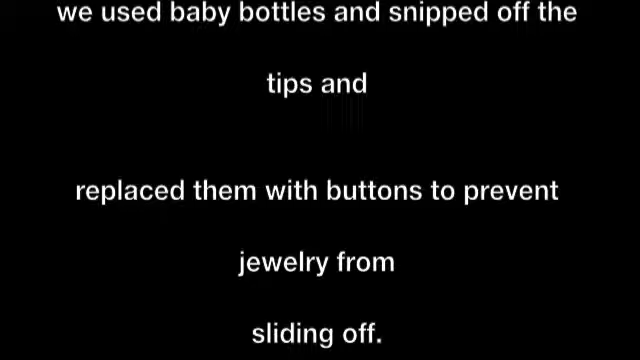 we used baby bottles and snipped off the
tips and
replaced them with buttons to prevent
jewelry from
sliding off.